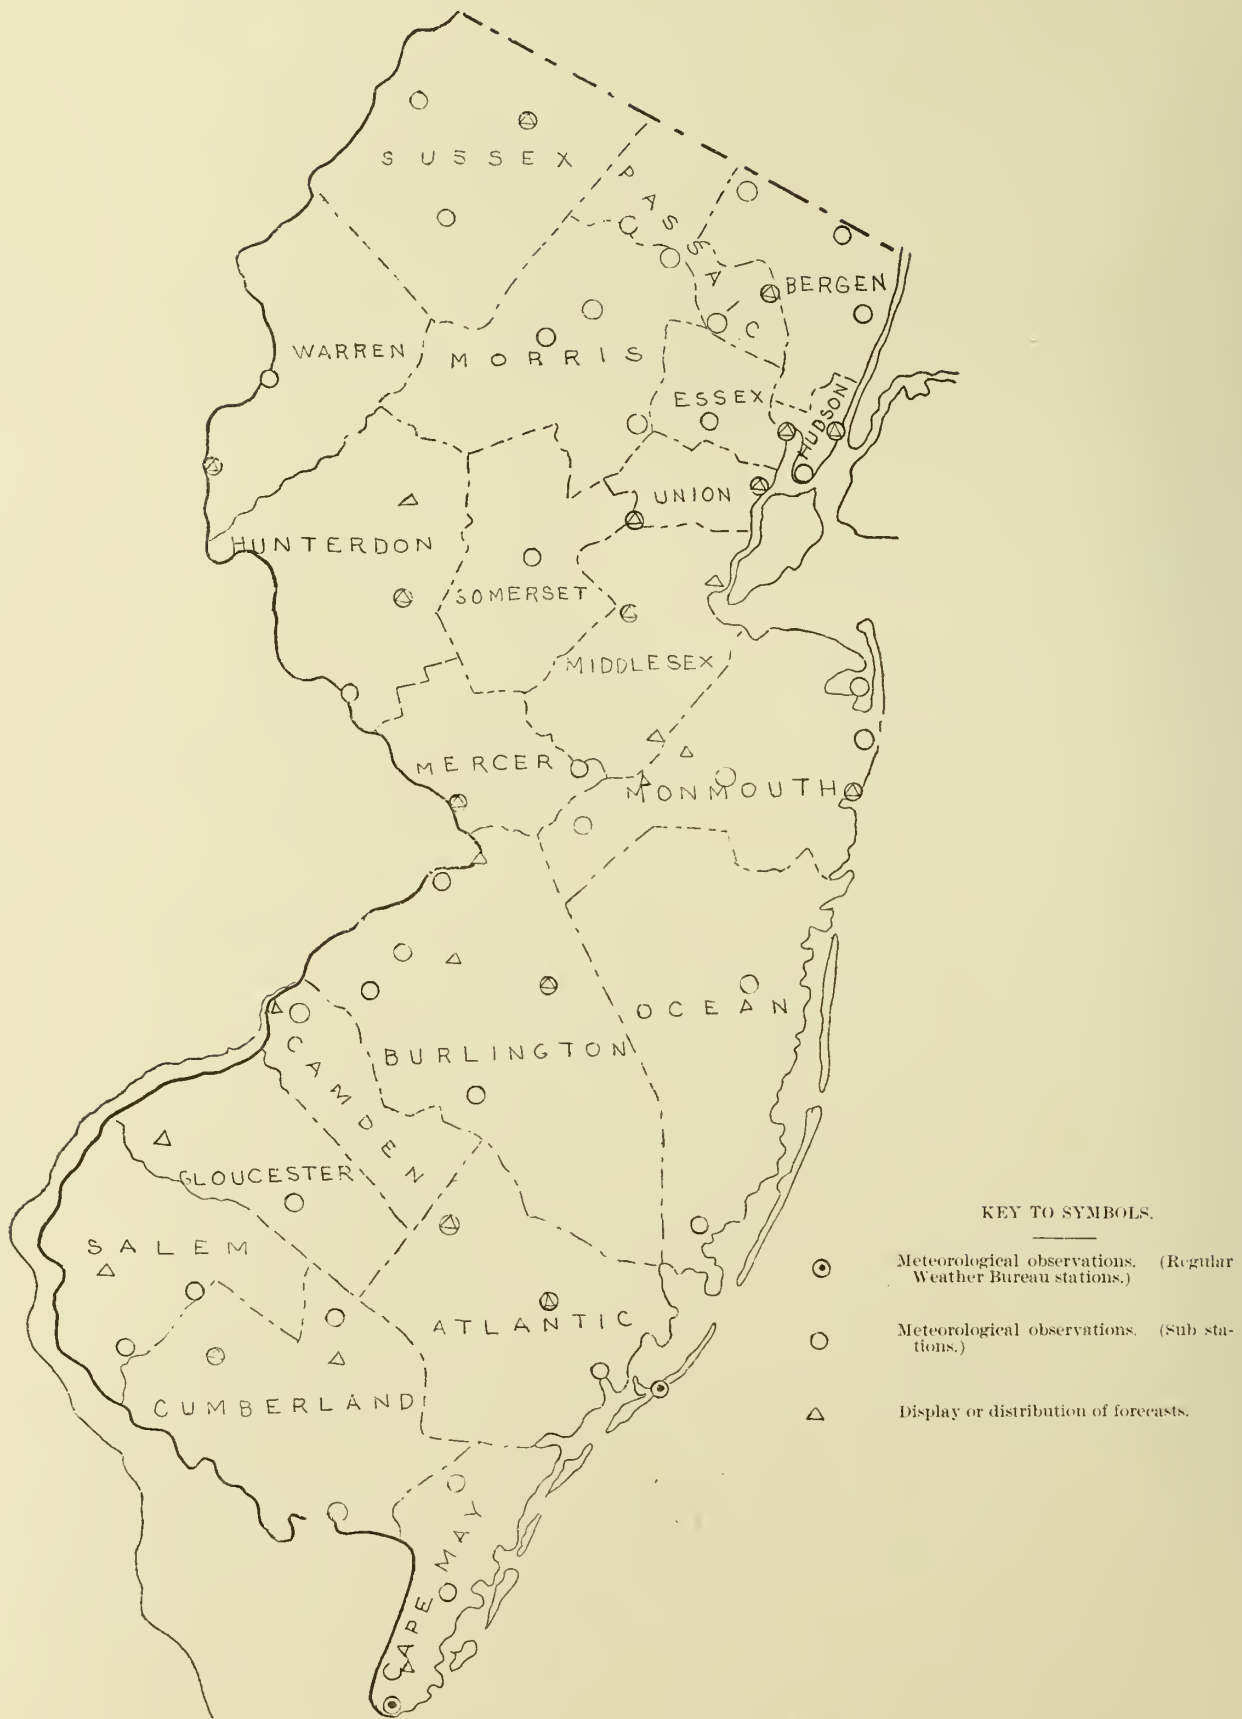 SUSSEX
PASSAIC
BERGEN
WARREN
MORRIS
ESSEX
HUDSON
UNION
HUNTERDON
SOMERSET
MIDDLESEX
MERCER
MONMOUTH
OCEAN
BURLINGTON
CAMDEN
GLOUCESTER
SALEM
ATLANTIC
CUMBERLAND
CAPE MAY
KEY TO SYMBOLS.
Meteorological observations. (Regular
Weather Bureau stations.)
Meteorological observations. (Sub sta-
tions.)
Display or distribution of forecasts.